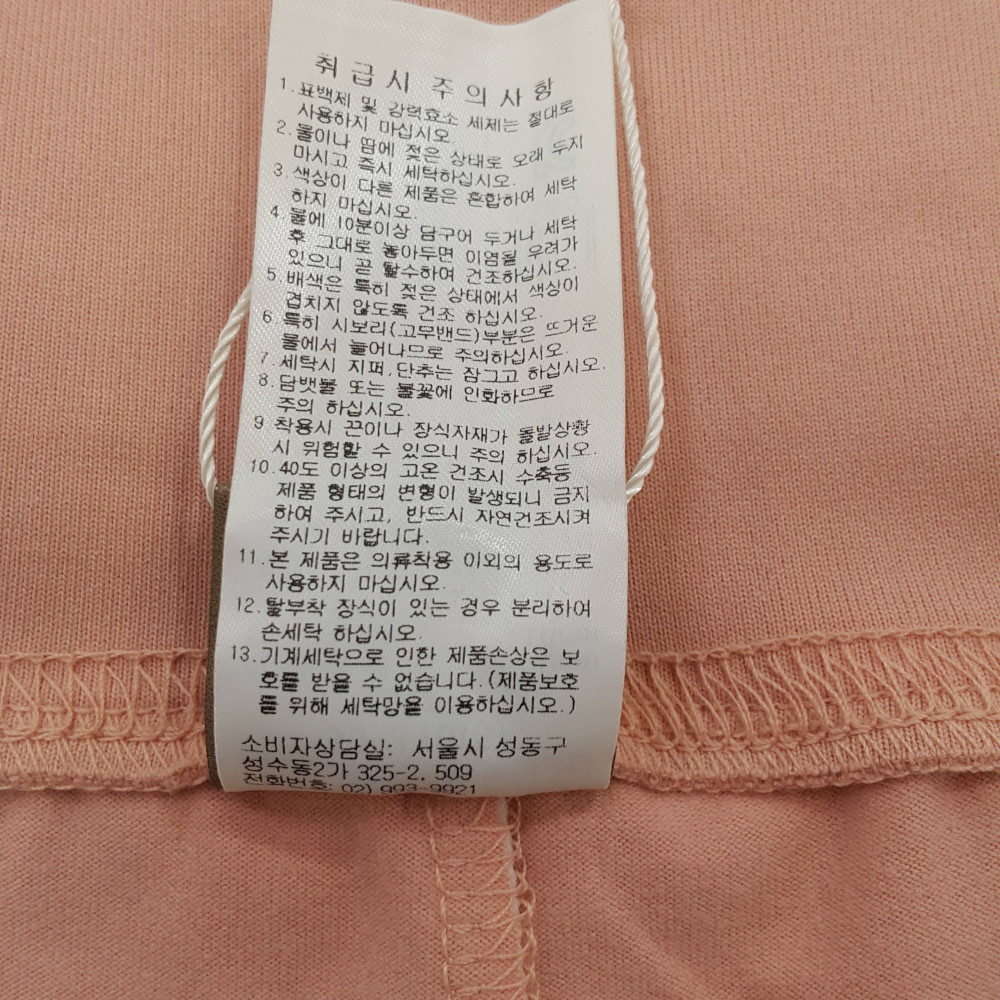 취급시 주의사항
1.표백제 및 강력효소 세제는 절대로
사용하지 마십시오.
2.물이나 땀에 젖은 상태로 오래 두지
마시고 즉시 세탁하십시오.
3.색상이 다른 제품은 혼합하여 세탁
하지 마십시오.
4.물에 10분이상 담구어 두거나 세탁
후 그대로 놓아두면 이염될 우려가
있으니 곧 탈수하여 건조하십시오.
5.배색은 특히 젖은 상태에서 색상이
겹치지 않도록 건조 하십시오.
6.특히 시보리(고무밴드)부분은 뜨거운
물에서 늘어나므로 주의하십시오.
7.세탁시 지퍼,단추는 잠그고 하십시오.
8.담뱃불 또는 불꽃에 인화하므로
주의 하십시오.
9 착용시 끈이나 장식자재가 돌발상황
시 위험할 수 있으니 주의 하십시오.
10.40도 이상의 고온 건조시 수축등
제품 형태의 변형이 발생되니 금지
하여 주시고, 반드시 자연건조시켜
주시기 바랍니다.
11.본 제품은 의류착용 이외의 용도로
사용하지 마십시오.
12.탈부착 장식이 있는 경우 분리하여
손세탁 하십시오.
13.기계세탁으로 인한 제품손상은 보
호를 받을 수 없습니다.(제품보호
를 위해 세탁망을 이용하십시오.)
소비자상담실: 서울시 성동구
성수동2가 325-2, 509
전화번호: 02) 993-9921